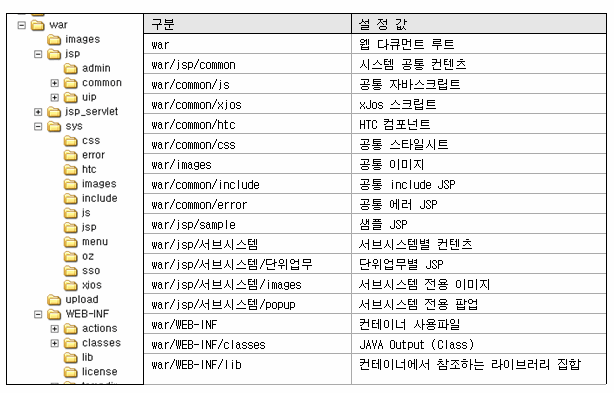 war
images
jsp
admin
common
uip
jsp_servlet
sys
css
error
htc
images
include
js
jsp
menu
oz
sso
xjos
upload
WEB-INF
actions
classes
lib
license
구분 설 정 값
war 웹 다큐먼트 루트
war/jsp/common 시스템 공통 컨텐츠
war/common/js 공통 자바스크립트
war/common/xjos xJos 스크립트
war/common/htc HTC 컴포넌트
war/common/css 공통 스타일시트
war/images 공통 이미지
war/common/include 공통 include JSP
war/common/error 공통 에러 JSP
war/jsp/sample 샘플 JSP
war/jsp/서브시스템 서브시스템별 컨텐츠
war/jsp/서브시스템/단위업무 단위업무별 JSP
war/jsp/서브시스템/images 서브시스템 전용 이미지
war/jsp/서브시스템/popup 서브시스템 전용 팝업
war/WEB-INF 컨테이너 사용파일
war/WEB-INF/classes JAVA Output (Class)
war/WEB-INF/lib 컨테이너에서 참조하는 라이브러리 집합